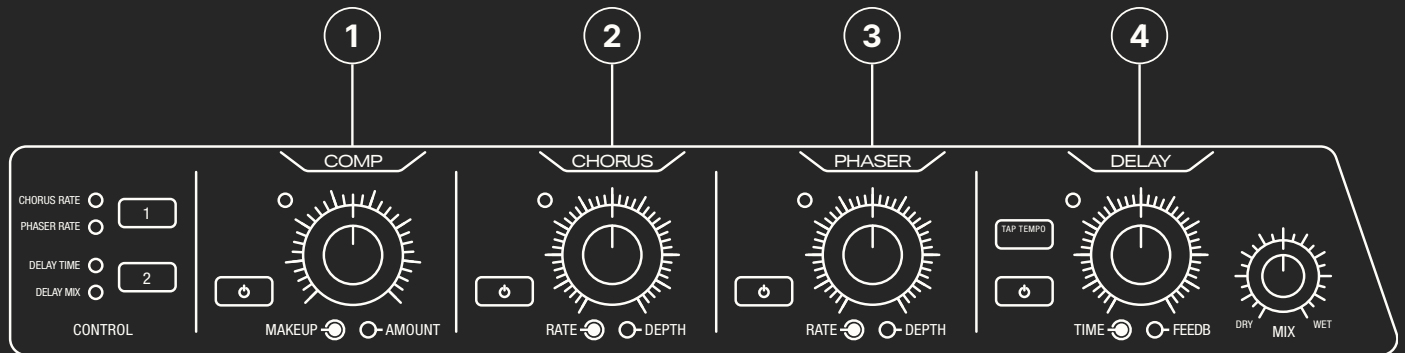 1
2
3
4
COMP
CHORUS
PHASER
DELAY
CHORUS RATE
1
PHASER RATE
DELAY TIME
2
DELAY MIX
CONTROL
MAKEUP
AMOUNT
RATE
DEPTH
RATE
DEPTH
TAP TEMPO
TIME
FEEDB
DRY
MIX
WET